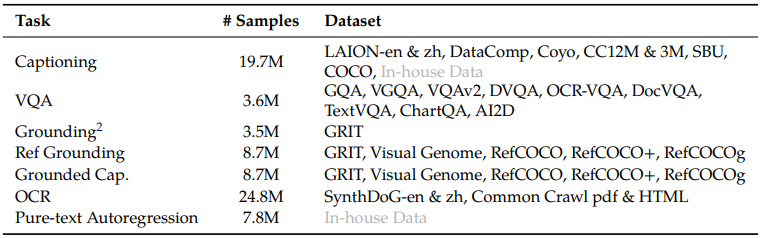 Task # Samples Dataset
Captioning 19.7M LAION-en & zh, DataComp, Coyo, CC12M & 3M, SBU,
COCO, In-house Data
VQA 3.6M GQA, VGQA, VQAv2, DVQA, OCR-VQA, DocVQA,
TextVQA, ChartQA, AI2D
Grounding² 3.5M GRIT
Ref Grounding 8.7M GRIT, Visual Genome, RefCOCO, RefCOCO+, RefCOCOg
Grounded Cap. 8.7M GRIT, Visual Genome, RefCOCO, RefCOCO+, RefCOCOg
OCR 24.8M SynthDoG-en & zh, Common Crawl pdf & HTML
Pure-text Autoregression 7.8M In-house Data